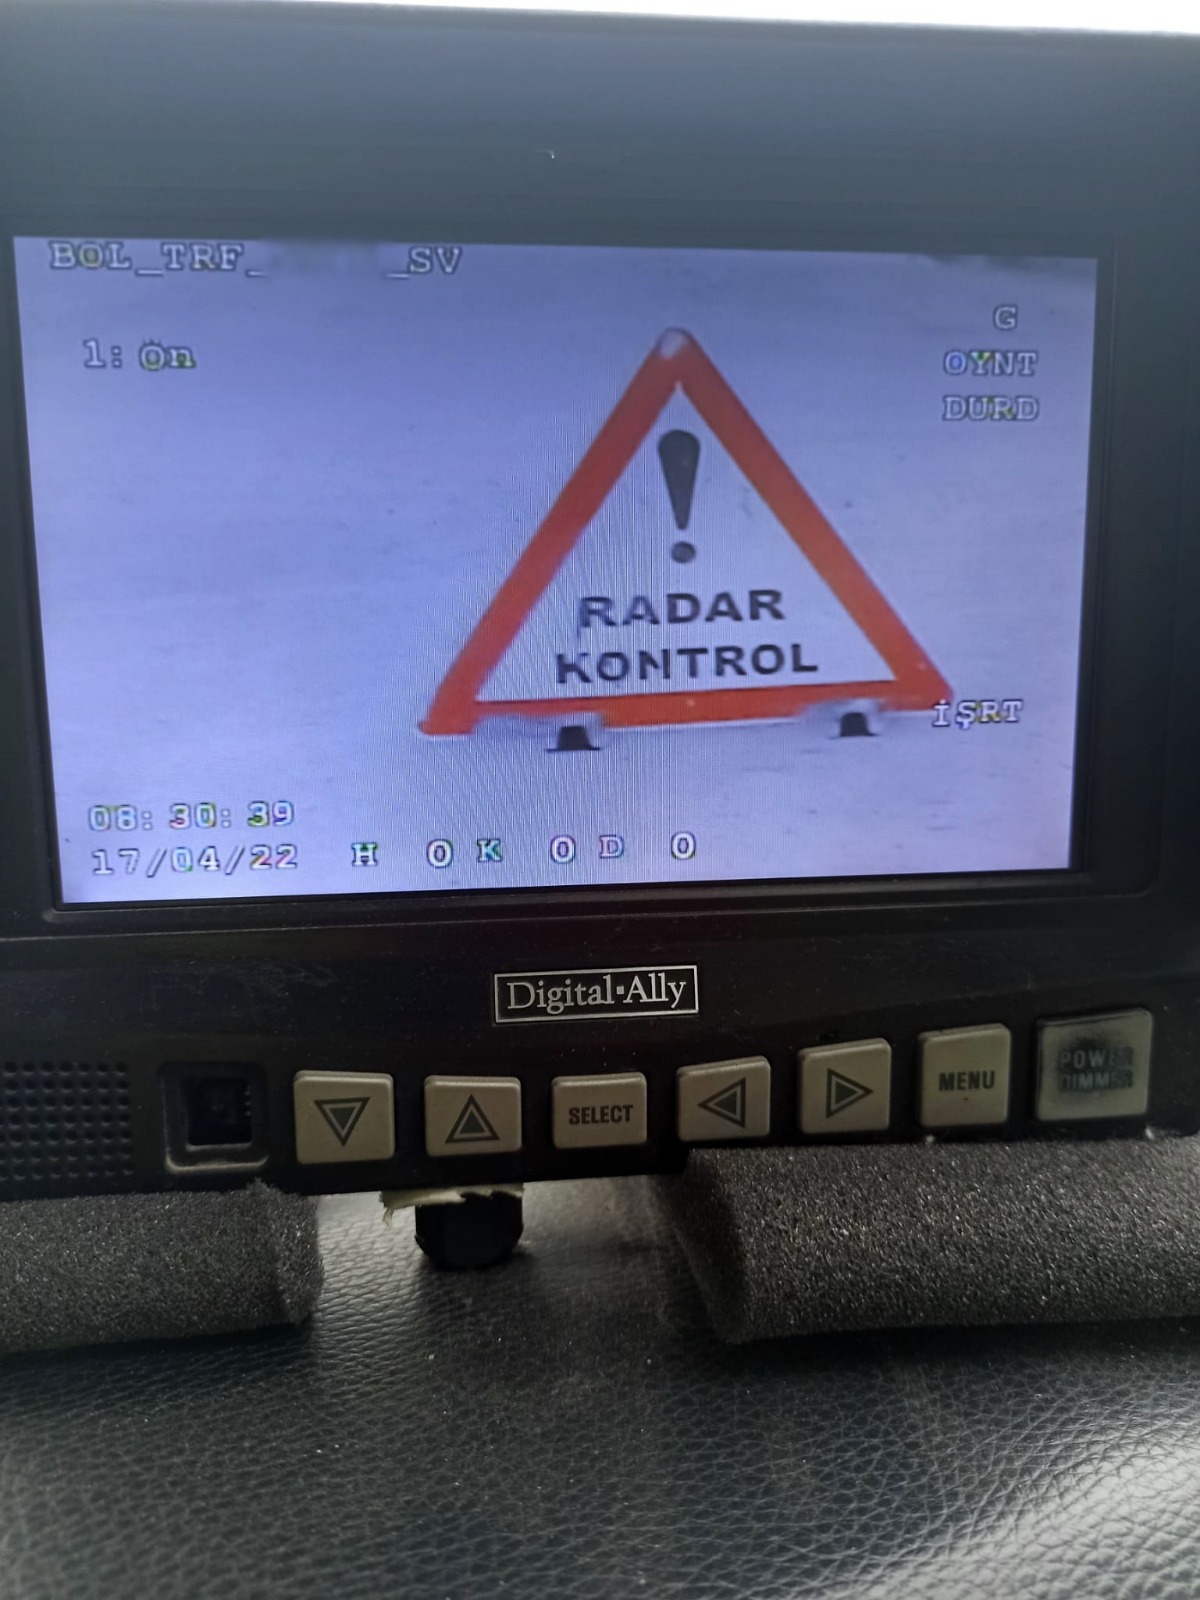 BOL_TRF_ _SV
G
1: Ön
OYNT
DURD
!
RADAR
KONTROL
İŞRT
08:30:39
17/04/22 H 0 K 0 D 0
Digital Ally
SELECT
MENU
POWER
DIMMER